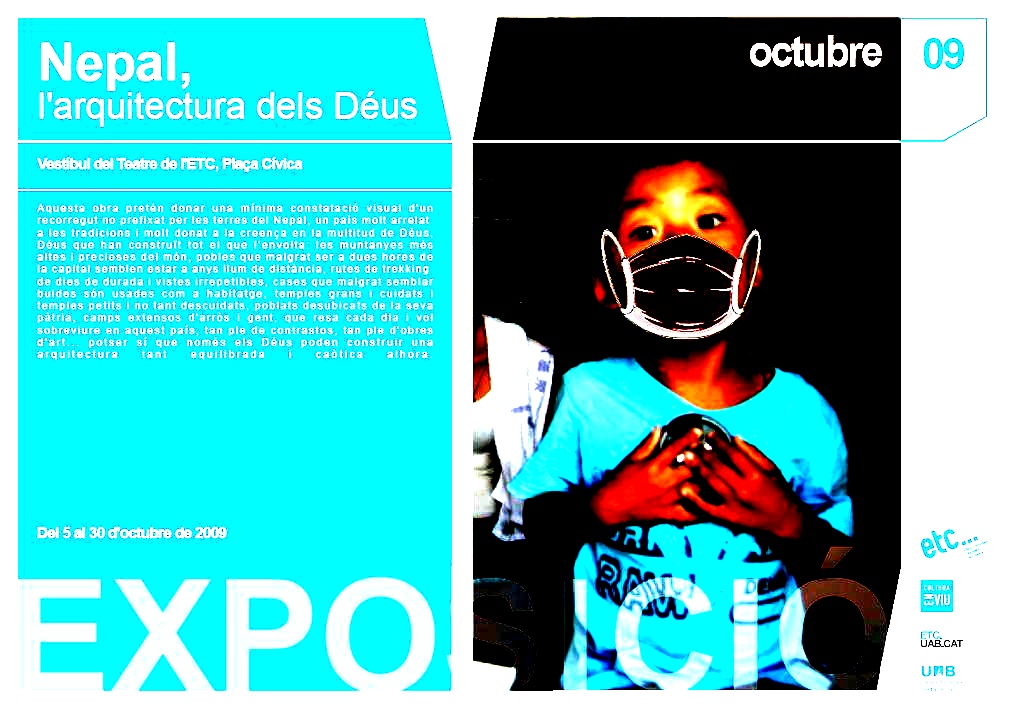 Nepal,
l'arquitectura dels Déus
octubre
09
Vestíbul del Teatre de l'ETC, Plaça Cívica
Aquesta obra pretén donar una mínima constatació visual d'un
recorregut no prefixat per les terres del Nepal, un país molt arrelat
a les tradicions i molt donat a la creença en la multitud de Déus.
Déus que han construït tot el que l'envolta: les muntanyes més
altes i precioses del món, pobles que malgrat ser a dues hores de
la capital semblen estar a anys llum de distància, rutes de trekking
de dies de durada i vistes irrepetibles, cases que malgrat semblar
buides són usades com a habitatge, temples grans i cuidats i
temples petits i no tant descuidats, poblats desubicats de la seva
pàtria, camps extensos d'arròs i gent, que resa cada dia i vol
sobreviure en aquest país, tan ple de contrastos, tan ple d'obres
d'art... potser si que només els Déus poden construir una
arquitectura tant equilibrada i caòtica alhora.
Del 5 al 30 d'octubre de 2009
EXPOSICIÓ
RAWW
etc...
CULTURA
EN VIU
ETC.
UAB.CAT
UAB